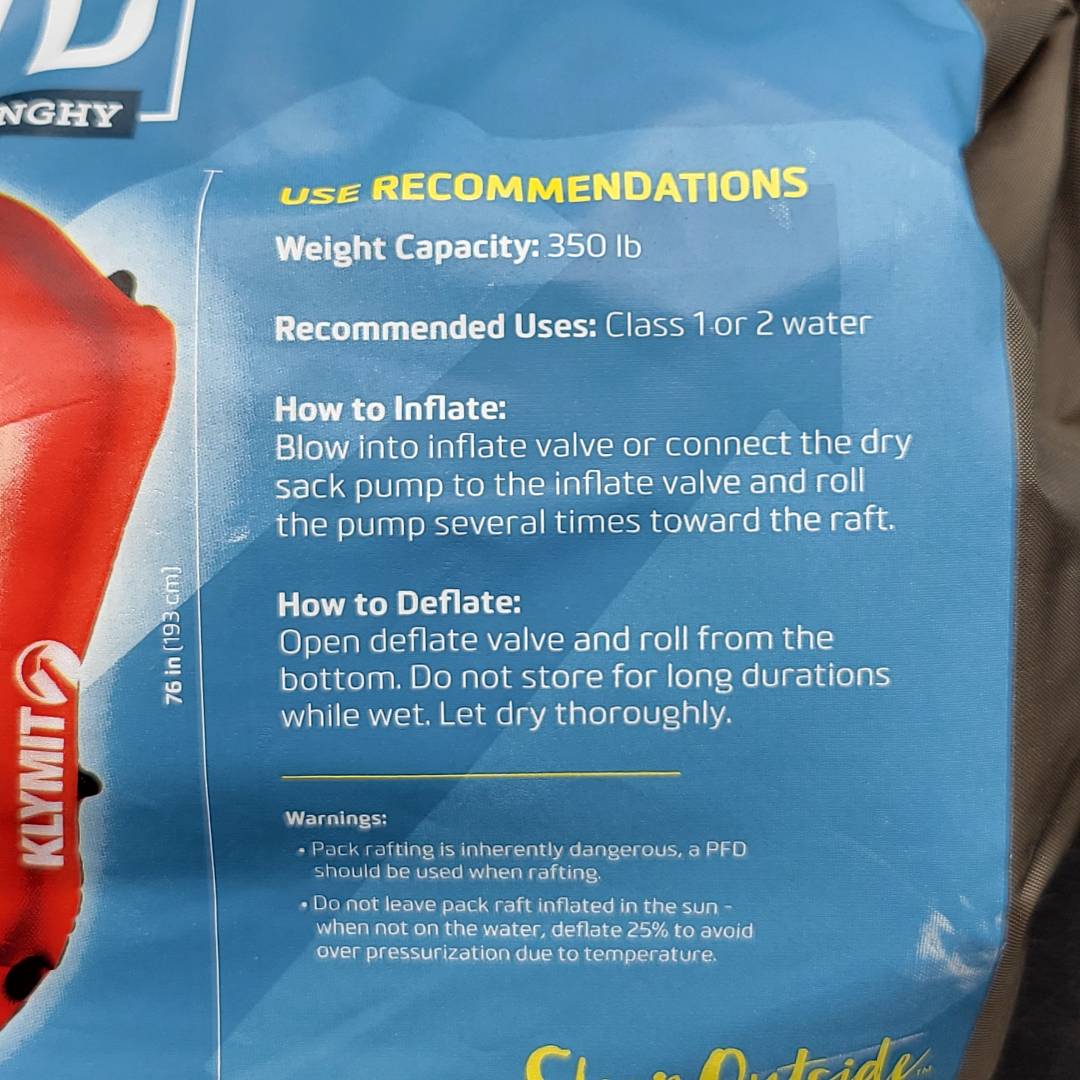 NGHY
USE RECOMMENDATIONS
Weight Capacity: 350 lb
Recommended Uses: Class 1 or 2 water
How to Inflate:
Blow into inflate valve or connect the dry
sack pump to the inflate valve and roll
the pump several times toward the raft.
How to Deflate:
Open deflate valve and roll from the
bottom. Do not store for long durations
while wet. Let dry thoroughly.
76 in (193 cm)
KLYMIT
Warnings:
• Pack rafting is inherently dangerous, a PFD
should be used when rafting.
• Do not leave pack raft inflated in the sun -
when not on the water, deflate 25% to avoid
over pressurization due to temperature.
Outside™